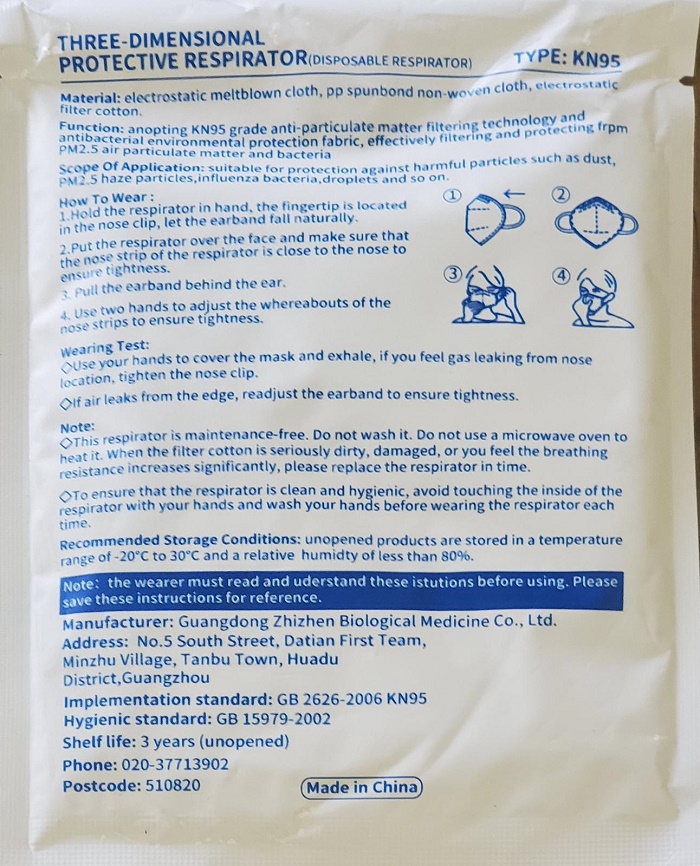 THREE-DIMENSIONAL
PROTECTIVE RESPIRATOR(DISPOSABLE RESPIRATOR) TYPE: KN95
Material: electrostatic meltblown cloth, pp spunbond non-woven cloth, electrostatic
filter cotton.
Function: anopting KN95 grade anti-particulate matter filtering technology and
antibacterial environmental protection fabric, effectively filtering and protecting frpm
PM2.5 air particulate matter and bacteria
Scope Of Application: suitable for protection against harmful particles such as dust,
PM2.5 haze particles,influenza bacteria,droplets and so on.
How To Wear :
1.Hold the respirator in hand, the fingertip is located
in the nose clip, let the earband fall naturally.
2.Put the respirator over the face and make sure that
the nose strip of the respirator is close to the nose to
ensure tightness.
3. Pull the earband behind the ear.
4. Use two hands to adjust the whereabouts of the
nose strips to ensure tightness.
① ②
③ ④
Wearing Test:
◇Use your hands to cover the mask and exhale, if you feel gas leaking from nose
location, tighten the nose clip.
◇If air leaks from the edge, readjust the earband to ensure tightness.
Note:
◇This respirator is maintenance-free. Do not wash it. Do not use a microwave oven to
heat it. When the filter cotton is seriously dirty, damaged, or you feel the breathing
resistance increases significantly, please replace the respirator in time.
◇To ensure that the respirator is clean and hygienic, avoid touching the inside of the
respirator with your hands and wash your hands before wearing the respirator each
time.
Recommended Storage Conditions: unopened products are stored in a temperature
range of -20°C to 30°C and a relative humidty of less than 80%.
Note: the wearer must read and uderstand these istutions before using. Please
save these instructions for reference.
Manufacturer: Guangdong Zhizhen Biological Medicine Co., Ltd.
Address: No.5 South Street, Datian First Team,
Minzhu Village, Tanbu Town, Huadu
District,Guangzhou
Implementation standard: GB 2626-2006 KN95
Hygienic standard: GB 15979-2002
Shelf life: 3 years (unopened)
Phone: 020-37713902
Postcode: 510820 Made in China